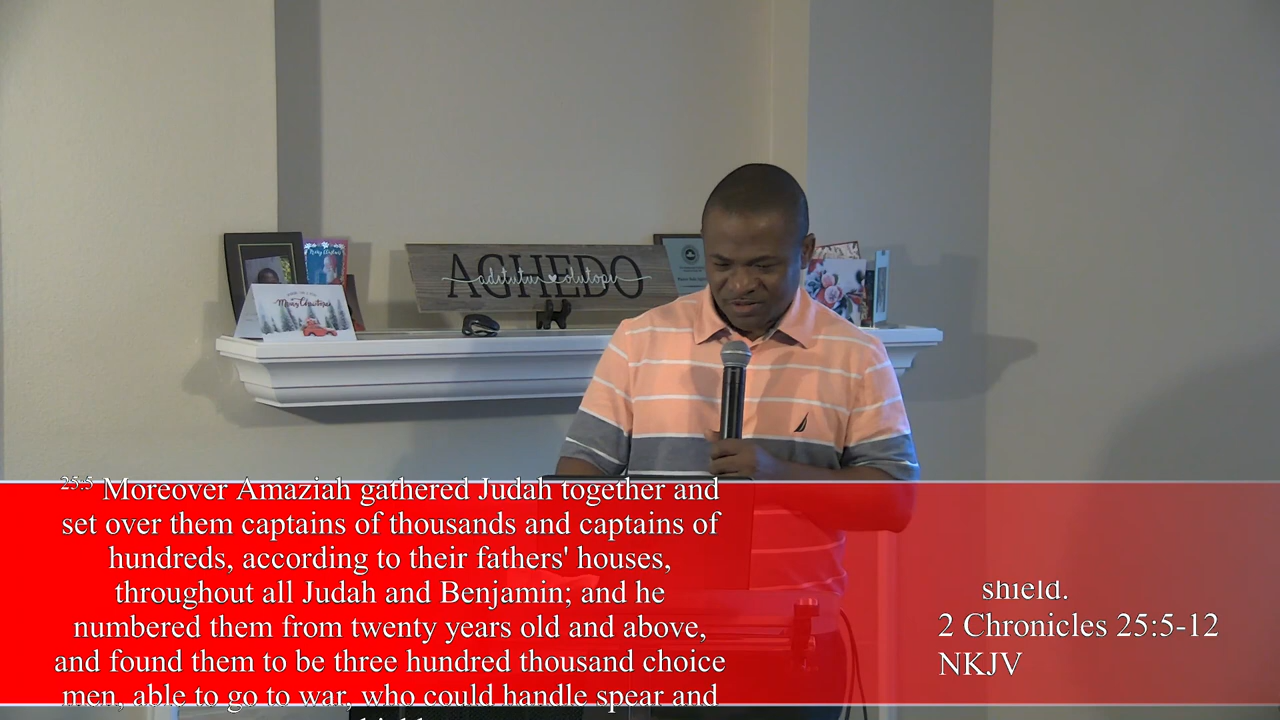 Merry Christmas
Merry Christmas
AGHEDO
25:5 Moreover Amaziah gathered Judah together and
set over them captains of thousands and captains of
hundreds, according to their fathers' houses,
throughout all Judah and Benjamin; and he
numbered them from twenty years old and above,
and found them to be three hundred thousand choice
men, able to go to war, who could handle spear and
shield.
2 Chronicles 25:5-12
NKJV